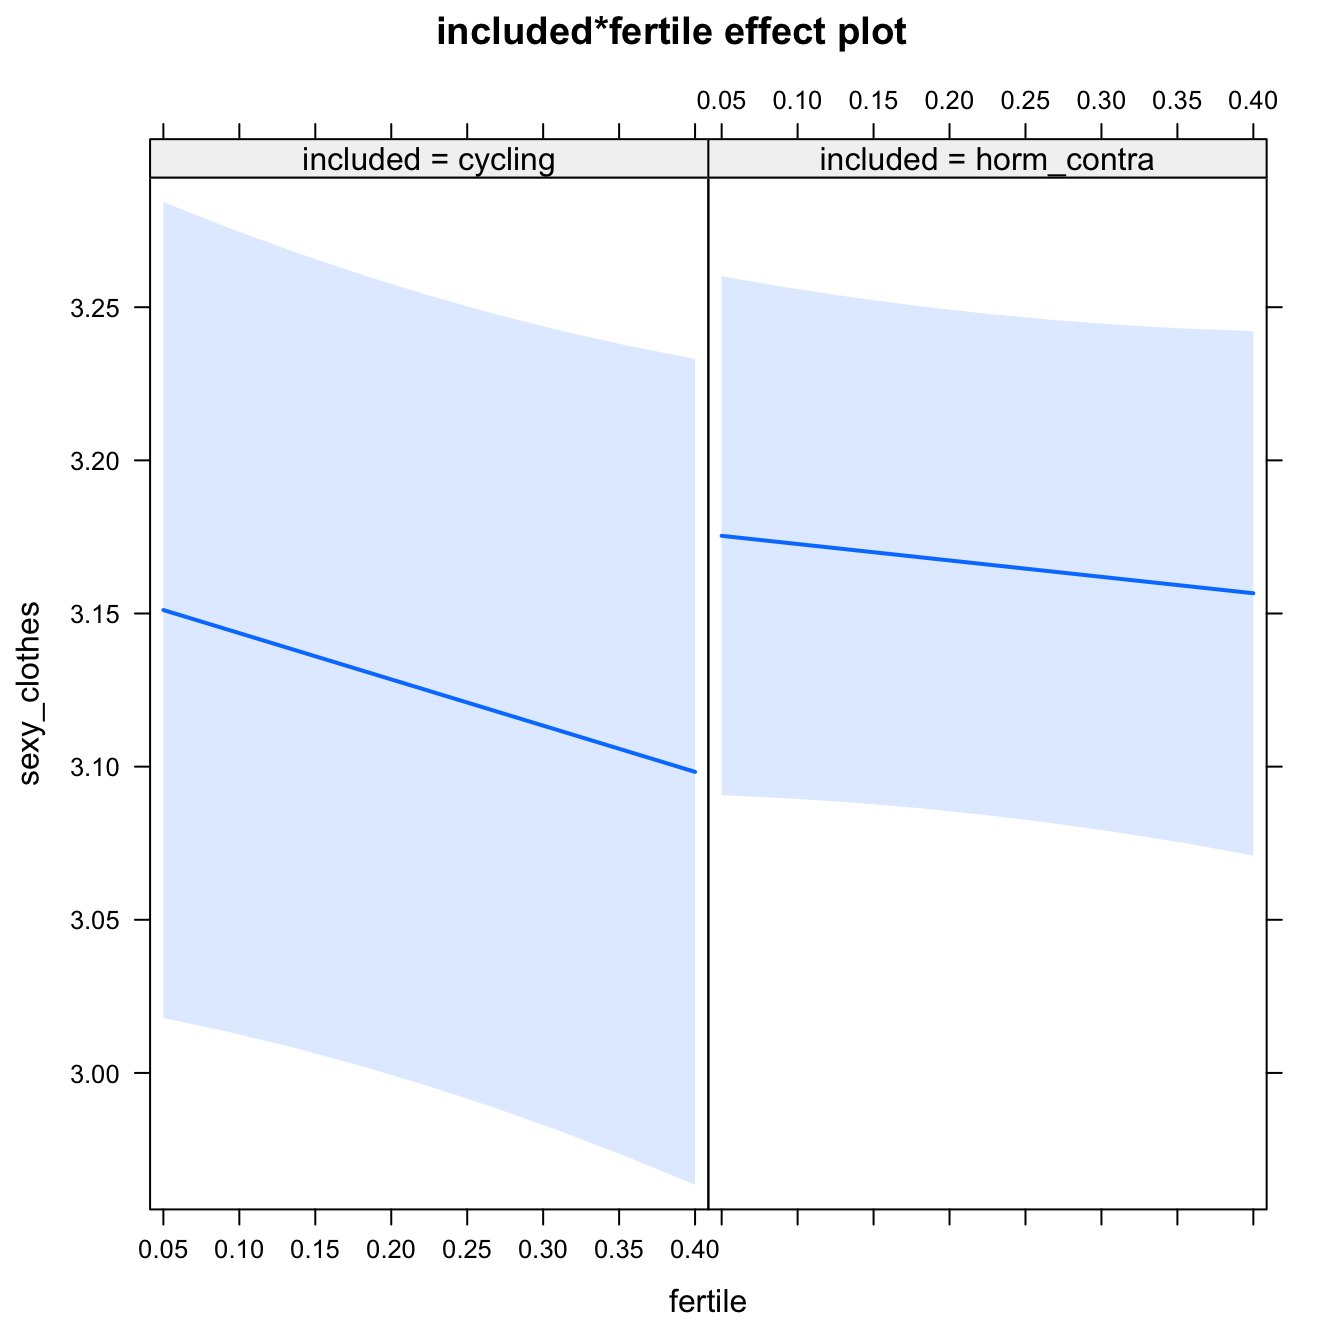 included*fertile effect plot
0.05 0.10 0.15 0.20 0.25 0.30 0.35 0.40
included = cycling
included = horm_contra
3.25
3.20
3.15
3.10
3.05
3.00
sexy_clothes
0.05 0.10 0.15 0.20 0.25 0.30 0.35 0.40
fertile